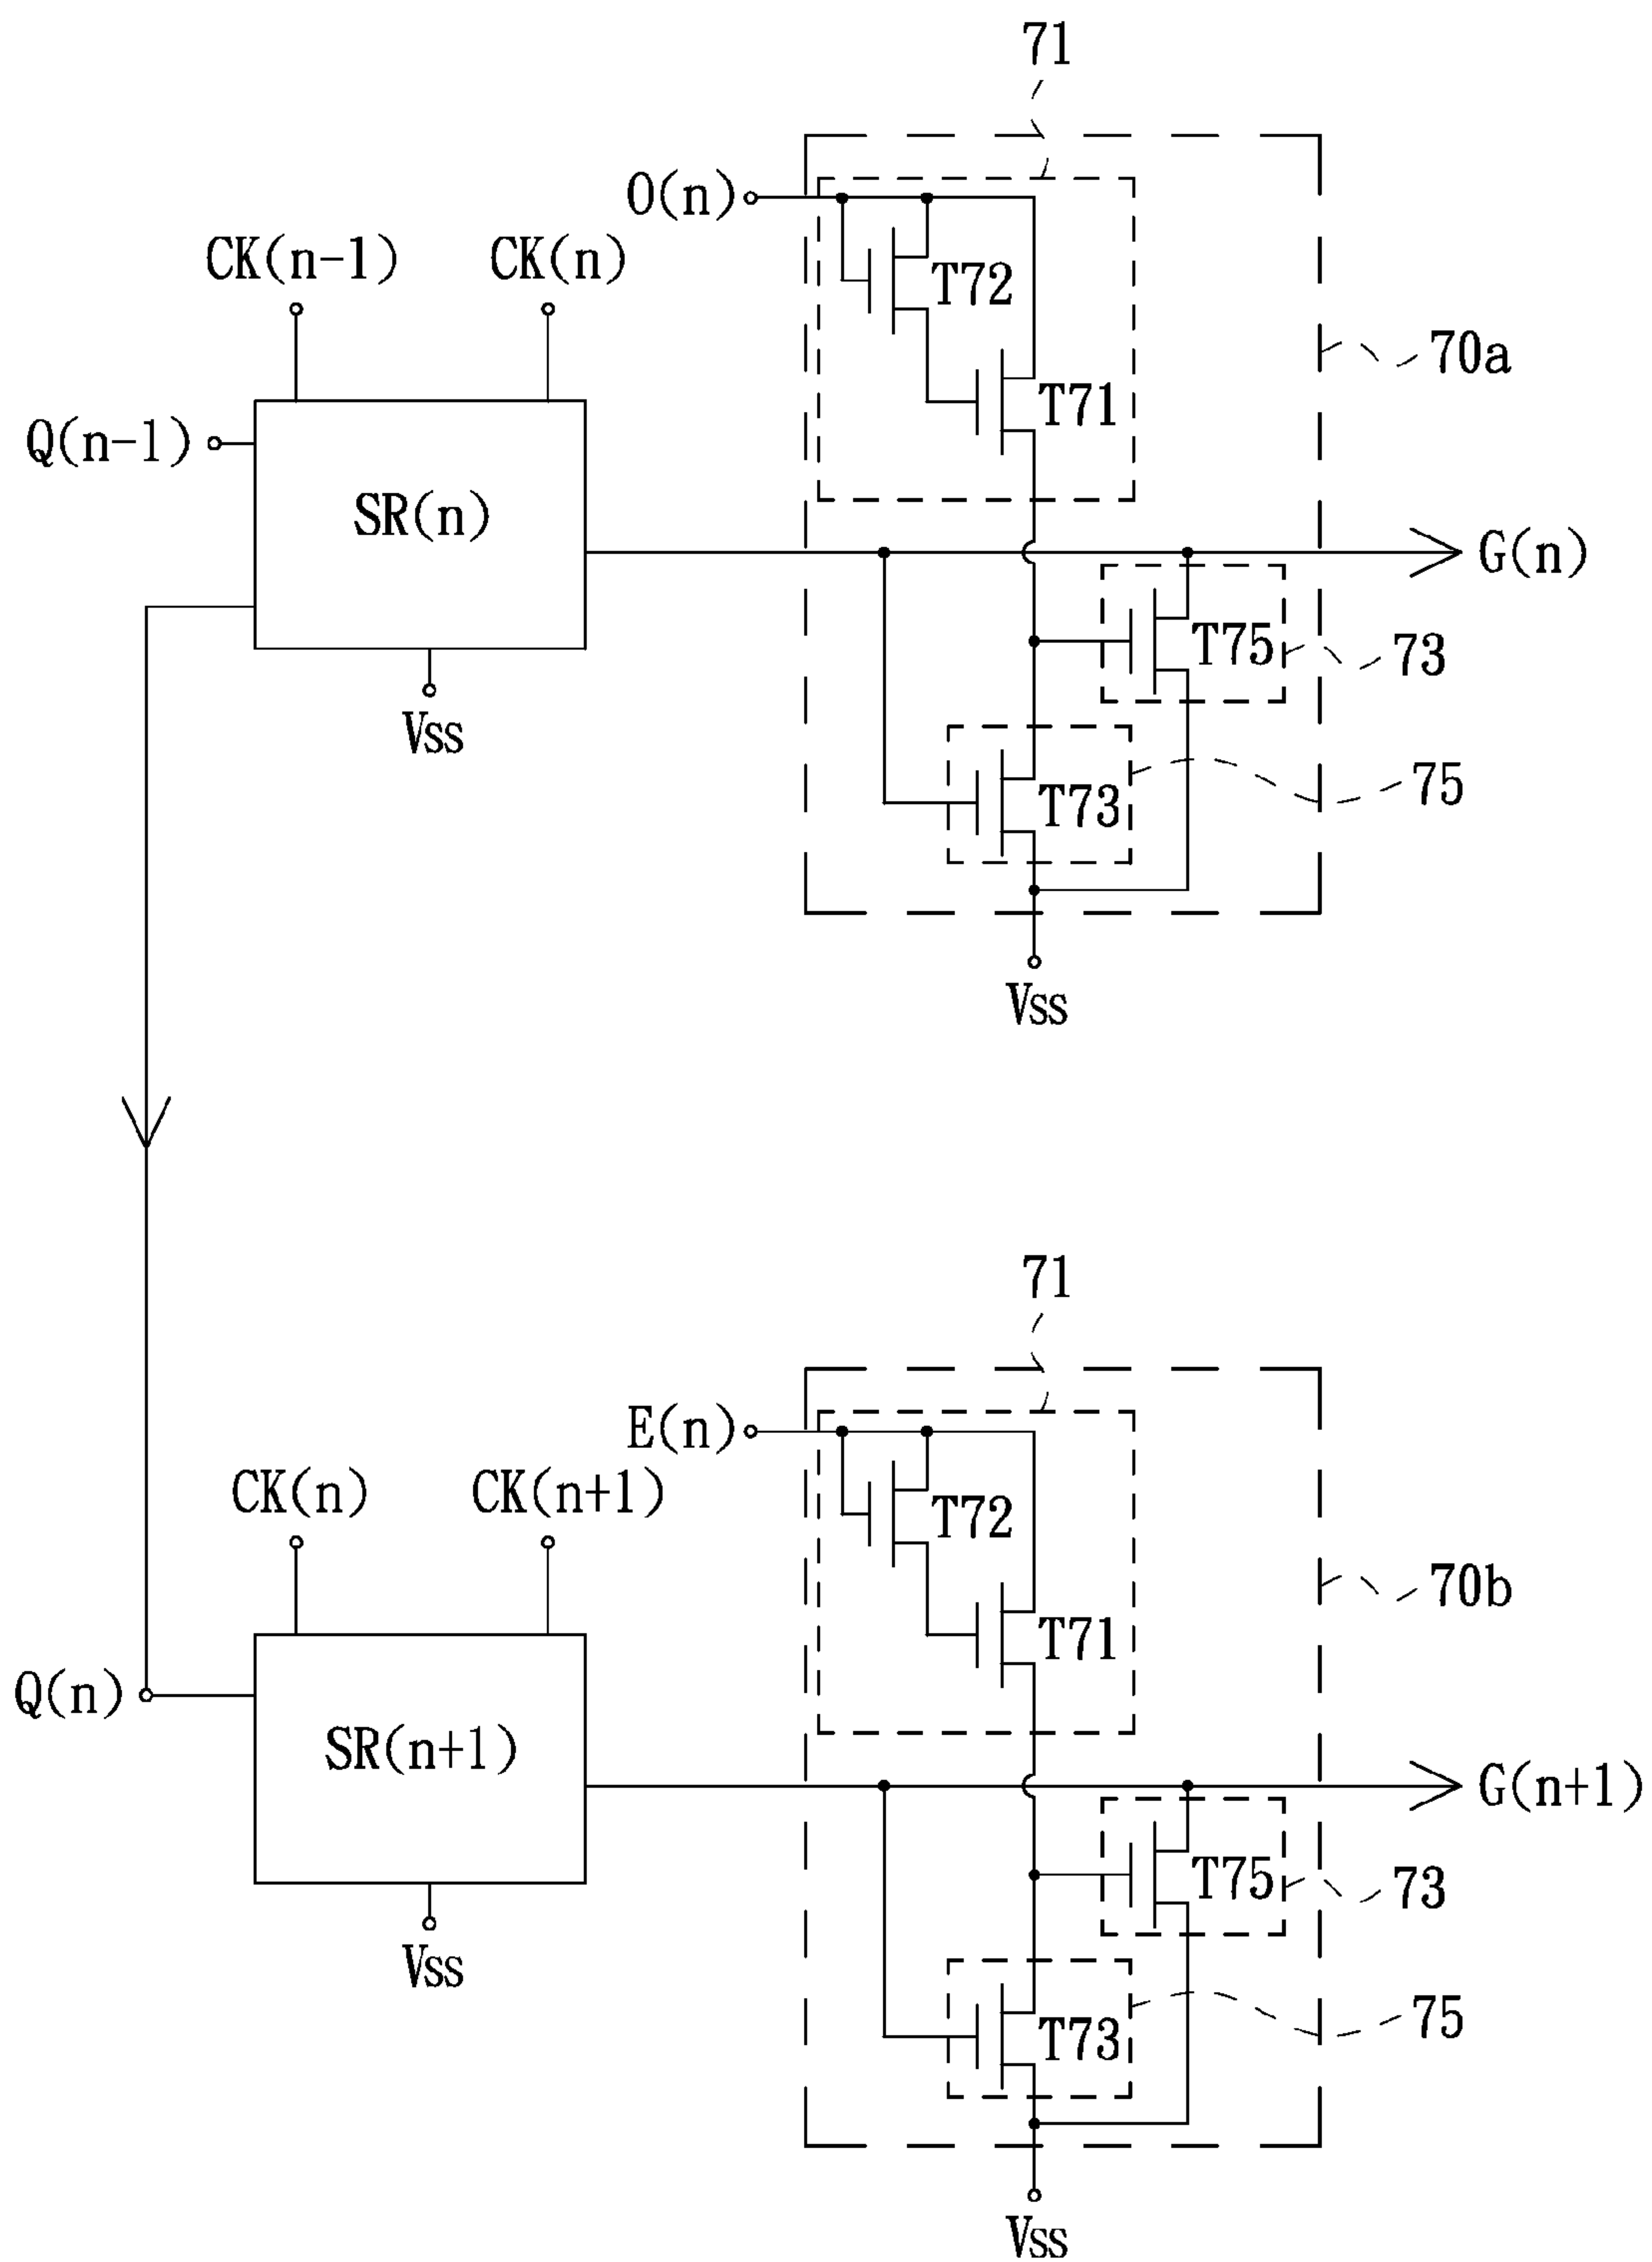 71
O(n)
CK(n-1) CK(n)
T72
70a
T71
Q(n-1)
SR(n)
G(n)
T75
73
Vss
T73
75
Vss
71
E(n)
CK(n) CK(n+1)
T72
70b
T71
Q(n)
SR(n+1)
G(n+1)
T75
73
Vss
T73
75
Vss